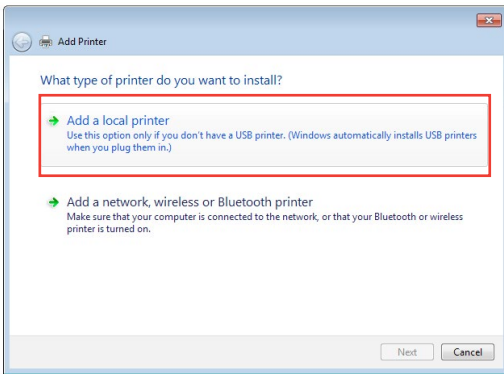 Add Printer
What type of printer do you want to install?
Add a local printer
Use this option only if you don't have a USB printer. (Windows automatically installs USB printers
when you plug them in.)
Add a network, wireless or Bluetooth printer
Make sure that your computer is connected to the network, or that your Bluetooth or wireless
printer is turned on.
Next
Cancel